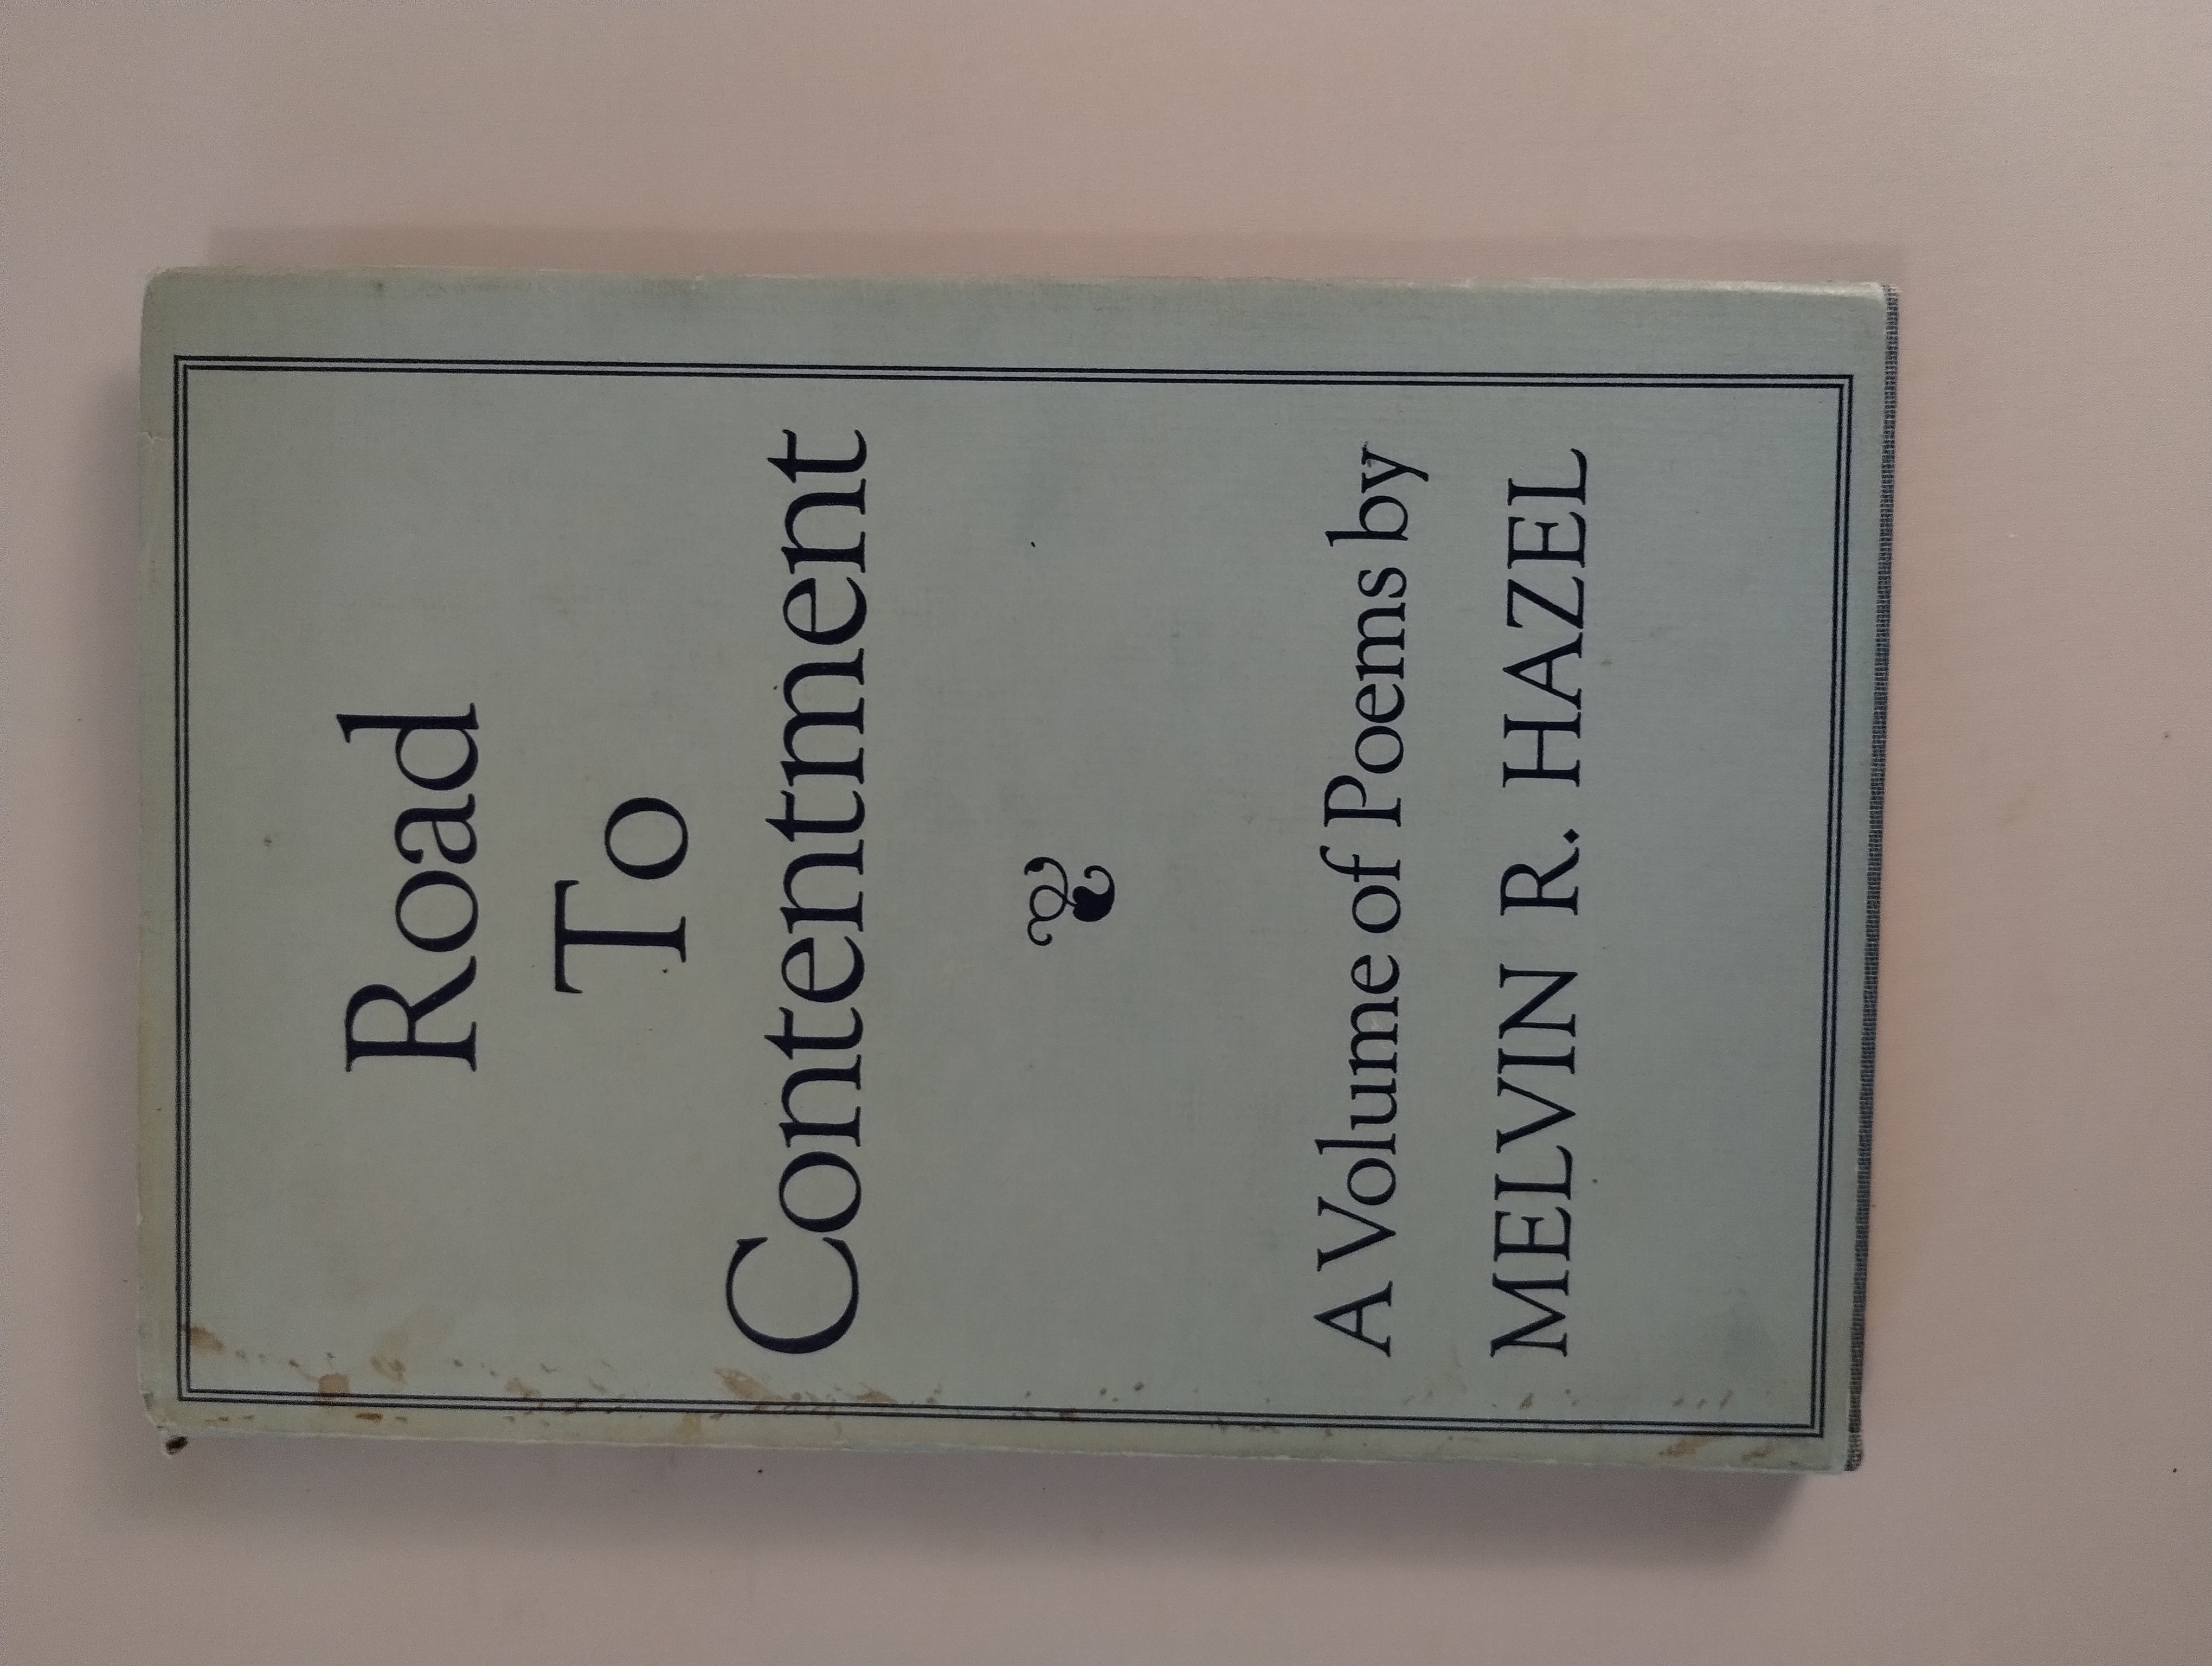 Road
To
Contentment
A Volume of Poems by
MELVIN R. HAZEL